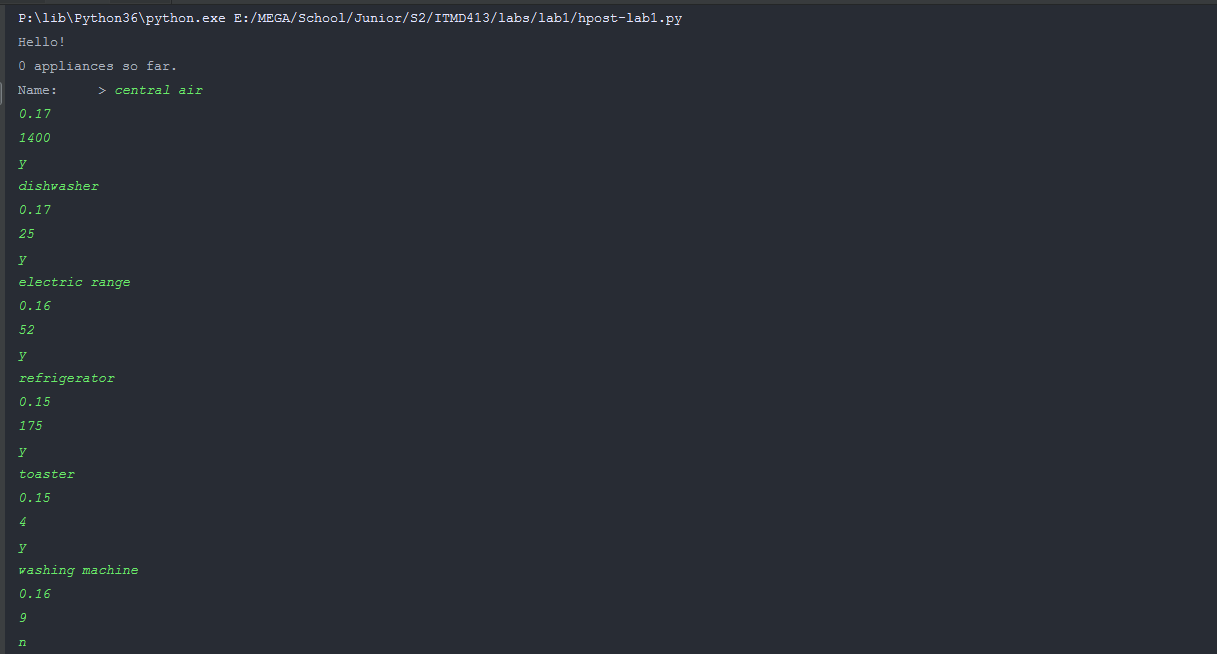 P:\lib\Python36\python.exe E:/MEGA/School/Junior/S2/ITMD413/labs/lab1/hpost-lab1.py
Hello!
0 appliances so far.
Name:     > central air
0.17
1400
y
dishwasher
0.17
25
y
electric range
0.16
52
y
refrigerator
0.15
175
y
toaster
0.15
4
y
washing machine
0.16
9
n